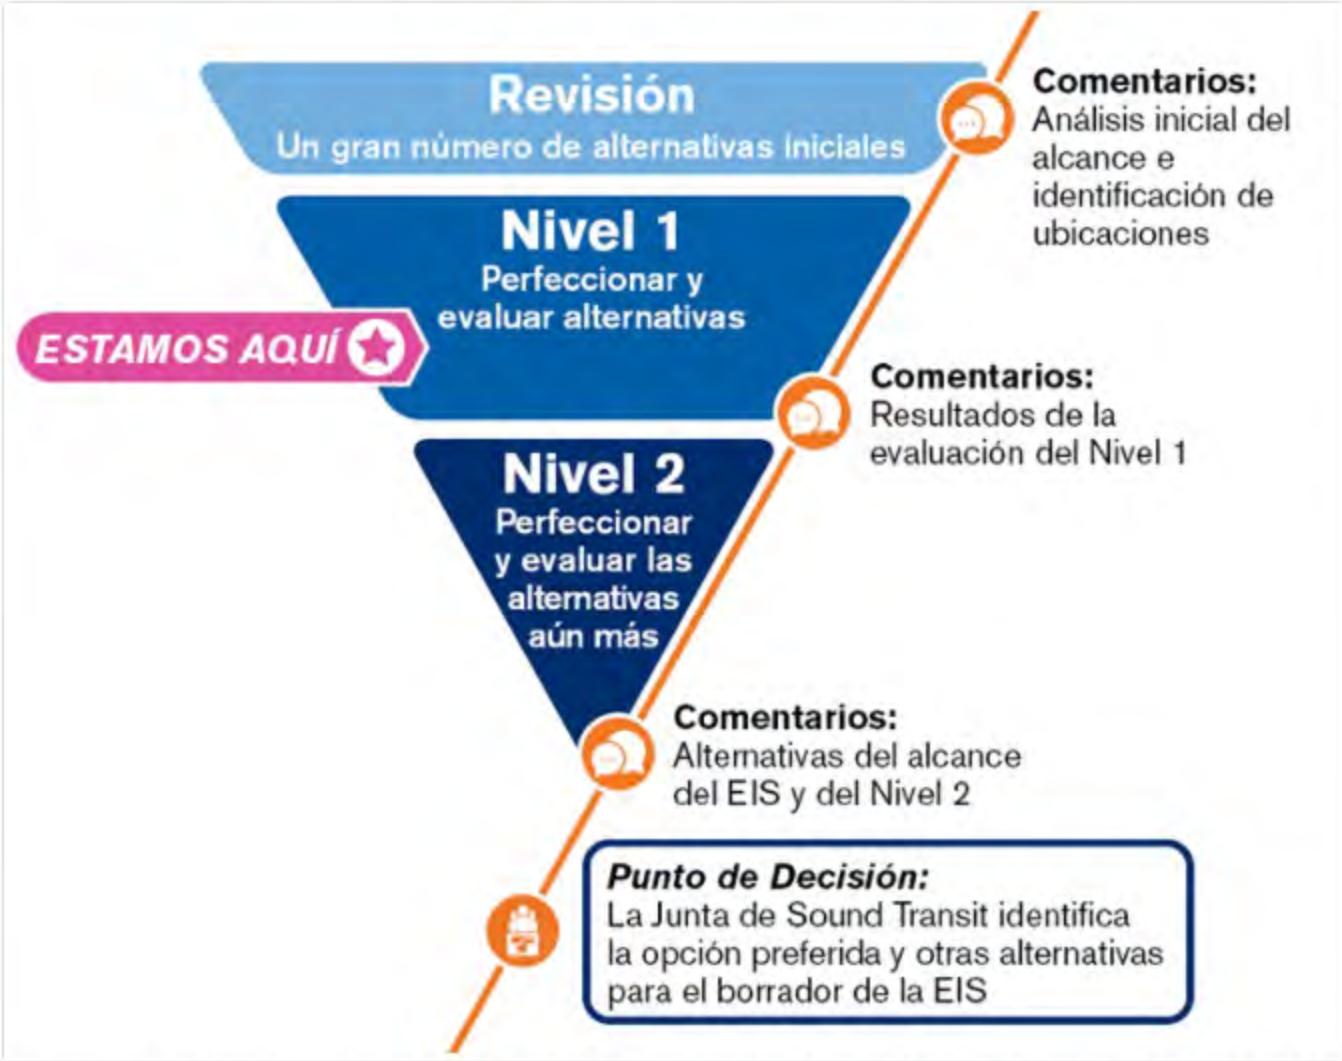 Revisión
Un gran número de alternativas iniciales
Comentarios:
Análisis inicial del
alcance e
identificación de
ubicaciones
Nivel 1
Perfeccionar y
evaluar alternativas
ESTAMOS AQUÍ
Comentarios:
Resultados de la
evaluación del Nivel 1
Nivel 2
Perfeccionar
y evaluar las
alternativas
aún más
Comentarios:
Alternativas del alcance
del EIS y del Nivel 2
Punto de Decisión:
La Junta de Sound Transit identifica
la opción preferida y otras alternativas
para el borrador de la EIS